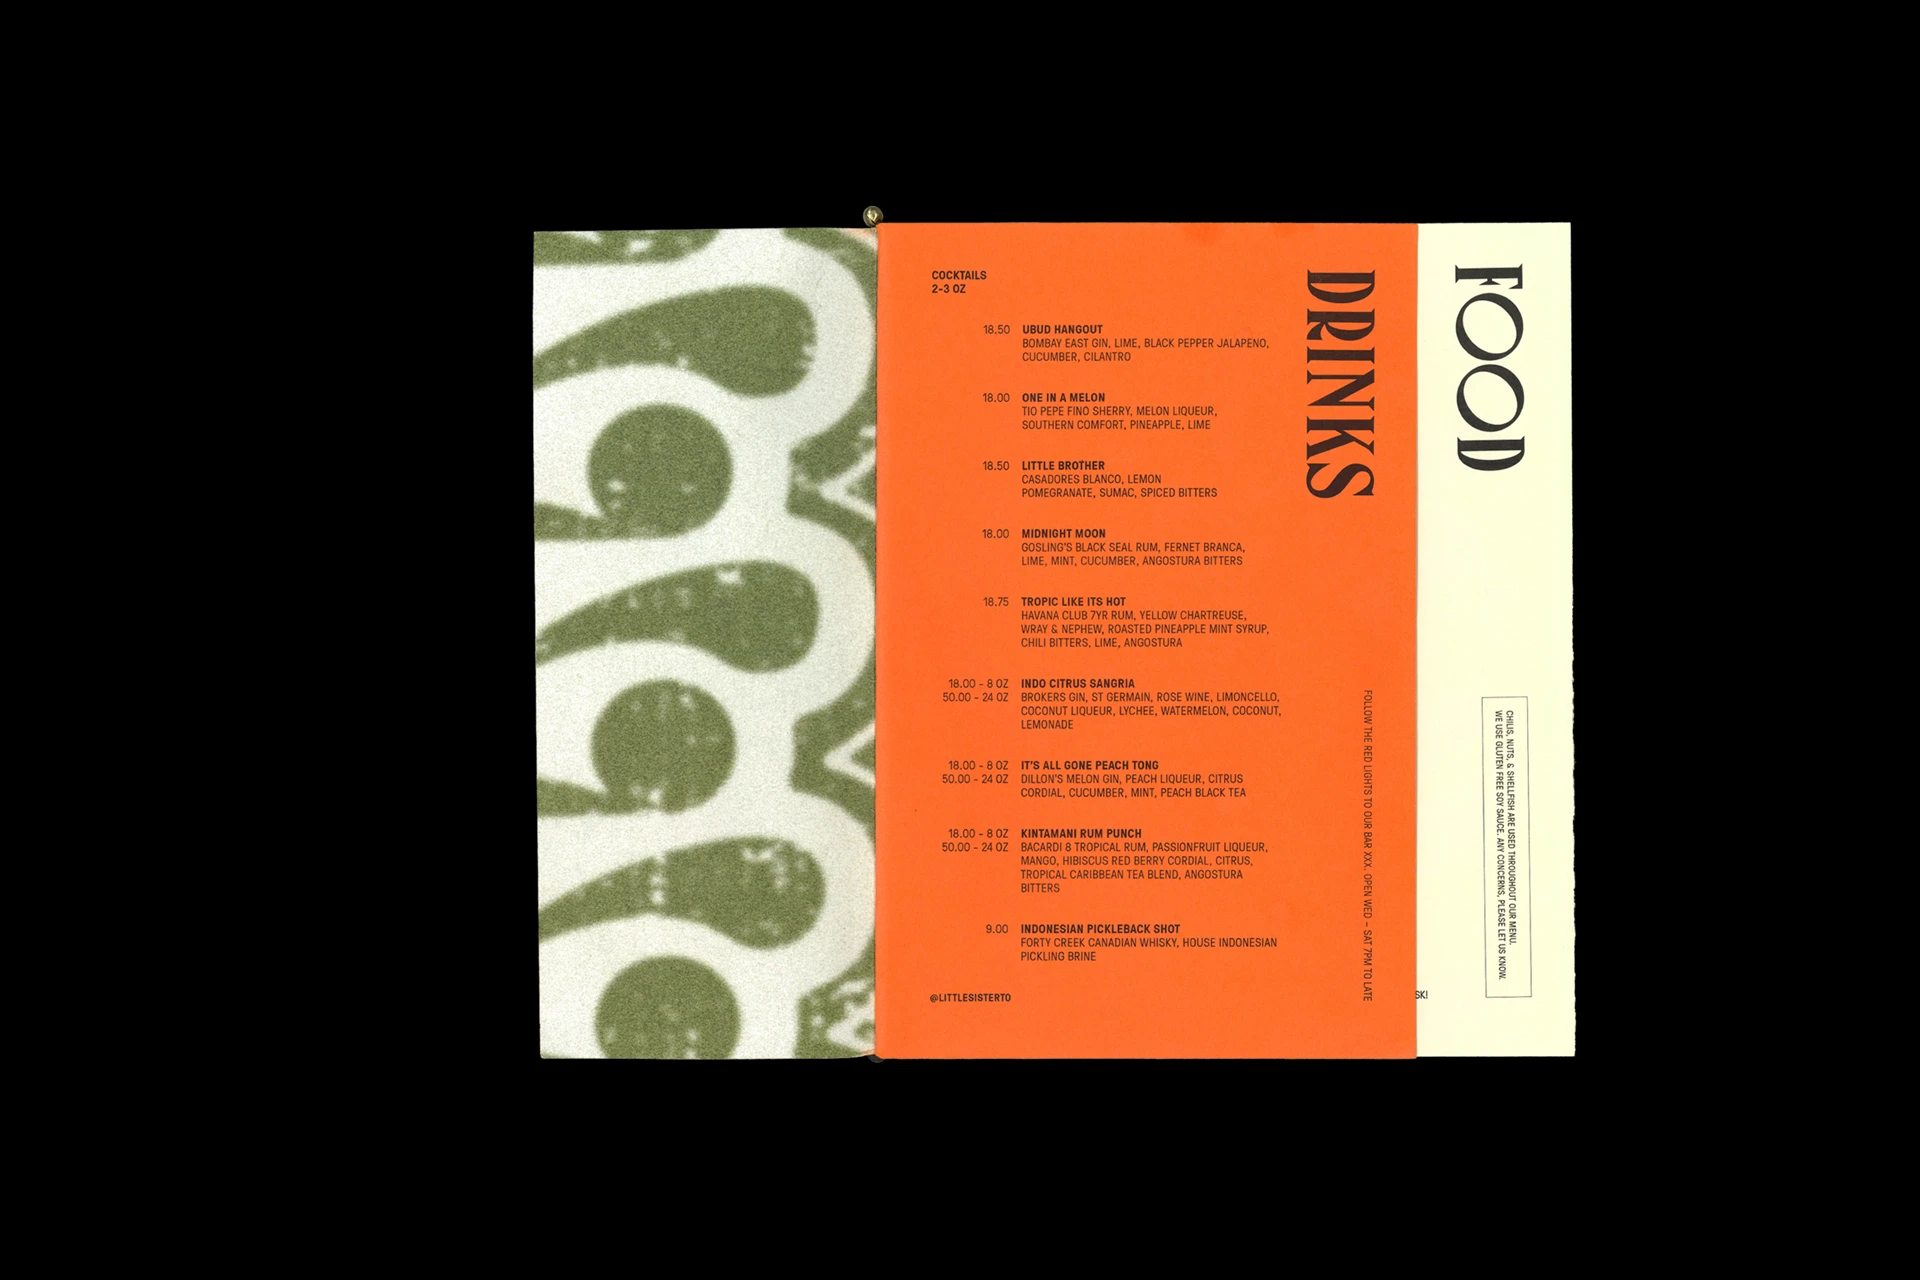 COCKTAILS
2-3 OZ
18.50 UBUD HANGOUT
BOMBAY EAST GIN, LIME, BLACK PEPPER JALAPENO,
CUCUMBER, CILANTRO
18.00 ONE IN A MELON
TIO PEPE FINO SHERRY, MELON LIQUEUR,
SOUTHERN COMFORT, PINEAPPLE, LIME
18.50 LITTLE BROTHER
CASADORES BLANCO, LEMON
POMEGRANATE, SUMAC, SPICED BITTERS
18.00 MIDNIGHT MOON
GOSLING'S BLACK SEAL RUM, FERNET BRANCA,
LIME, MINT, CUCUMBER, ANGOSTURA BITTERS
18.75 TROPIC LIKE ITS HOT
HAVANA CLUB 7YR RUM, YELLOW CHARTREUSE,
WRAY & NEPHEW, ROASTED PINEAPPLE MINT SYRUP,
CHILI BITTERS, LIME, ANGOSTURA
18.00 - 8 OZ INDO CITRUS SANGRIA
50.00 - 24 OZ BROKERS GIN, ST GERMAIN, ROSE WINE, LIMONCELLO,
COCONUT LIQUEUR, LYCHEE, WATERMELON, COCONUT,
LEMONADE
18.00 - 8 OZ IT'S ALL GONE PEACH TONG
50.00 - 24 OZ DILLON'S MELON GIN, PEACH LIQUEUR, CITRUS
CORDIAL, CUCUMBER, MINT, PEACH BLACK TEA
18.00 - 8 OZ KINTAMANI RUM PUNCH
50.00 - 24 OZ BACARDI 8 TROPICAL RUM, PASSIONFRUIT LIQUEUR,
MANGO, HIBISCUS RED BERRY CORDIAL, CITRUS,
TROPICAL CARIBBEAN TEA BLEND, ANGOSTURA
BITTERS
9.00 INDONESIAN PICKLEBACK SHOT
FORTY CREEK CANADIAN WHISKY, HOUSE INDONESIAN
PICKLING BRINE
@LITTLESISTERTO
DRINKS
FOLLOW THE RED LIGHTS TO OUR BAR XXX. OPEN WED – SAT 7PM TO LATE
FOOD
CHILIS, NUTS, & SHELLFISH ARE USED THROUGHOUT OUR MENU.
WE USE GLUTEN FREE SOY SAUCE. ANY CONCERNS, PLEASE LET US KNOW.
SK!